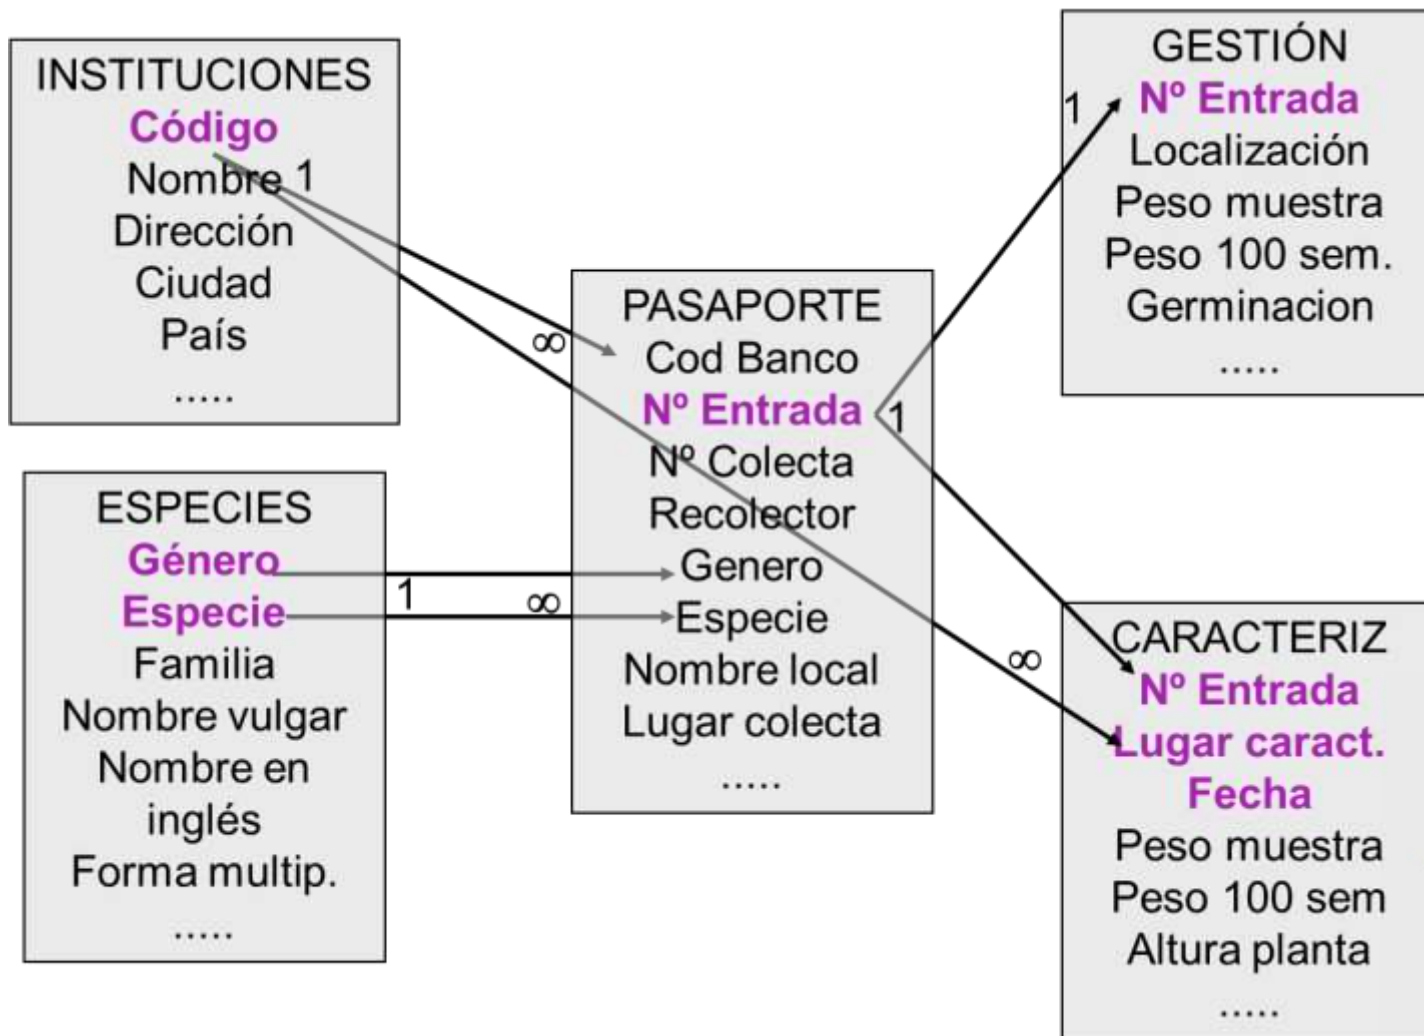 INSTITUCIONES
Código
Nombre 1
Dirección
Ciudad
País
.....
∞
ESPECIES
Género
Especie
1
∞
Familia
Nombre vulgar
Nombre en
inglés
Forma multip.
.....
PASAPORTE
Cod Banco
Nº Entrada
1
Nº Colecta
Recolector
Genero
Especie
Nombre local
Lugar colecta
.....
GESTIÓN
1
Nº Entrada
Localización
Peso muestra
Peso 100 sem.
Germinacion
.....
∞
CARACTERIZ
Nº Entrada
Lugar caract.
Fecha
Peso muestra
Peso 100 sem
Altura planta
.....